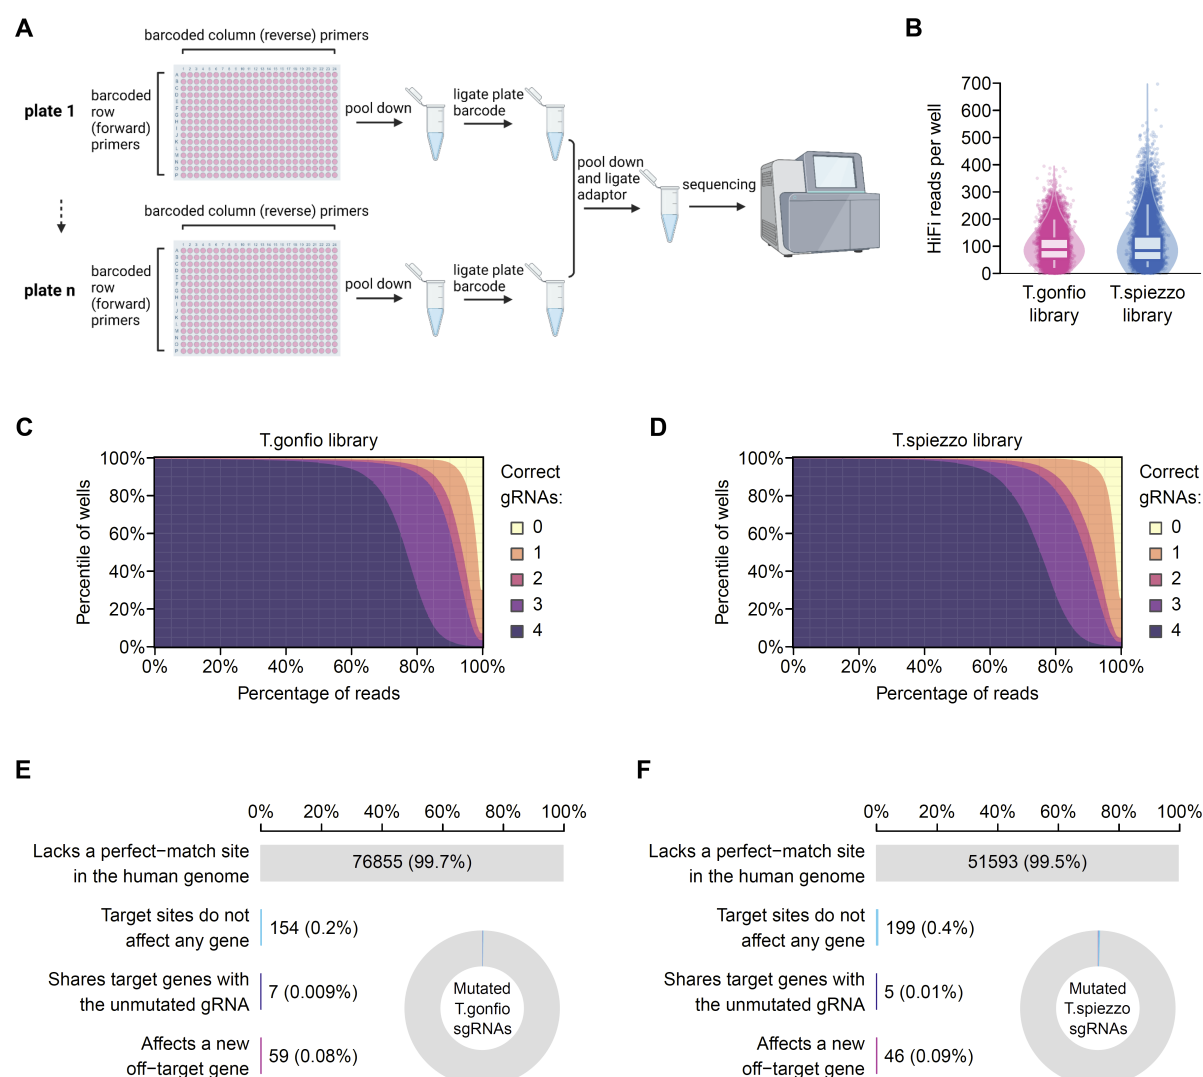 A
barcoded column (reverse) primers
plate 1
barcoded
row
(forward)
primers
pool down
ligate plate
barcode
barcoded column (reverse) primers
plate n
barcoded
row
(forward)
primers
pool down
ligate plate
barcode
pool down
and ligate
adaptor
sequencing
B
HiFi reads per well
700
600
500
400
300
200
100
0
T.gonfio
library
T.spiezzo
library
C
T.gonfio library
Percentile of wells
100%
80%
60%
40%
20%
0%
0% 20% 40% 60% 80% 100%
Percentage of reads
Correct
gRNAs:
0
1
2
3
4
D
T.spiezzo library
Percentile of wells
100%
80%
60%
40%
20%
0%
0% 20% 40% 60% 80% 100%
Percentage of reads
Correct
gRNAs:
0
1
2
3
4
E
0% 20% 40% 60% 80% 100%
Lacks a perfect−match site
in the human genome
76855 (99.7%)
Target sites do not
affect any gene
154 (0.2%)
Shares target genes with
the unmutated gRNA
7 (0.009%)
Affects a new
off−target gene
59 (0.08%)
Mutated
T.gonfio
sgRNAs
F
0% 20% 40% 60% 80% 100%
Lacks a perfect−match site
in the human genome
51593 (99.5%)
Target sites do not
affect any gene
199 (0.4%)
Shares target genes with
the unmutated gRNA
5 (0.01%)
Affects a new
off−target gene
46 (0.09%)
Mutated
T.spiezzo
sgRNAs